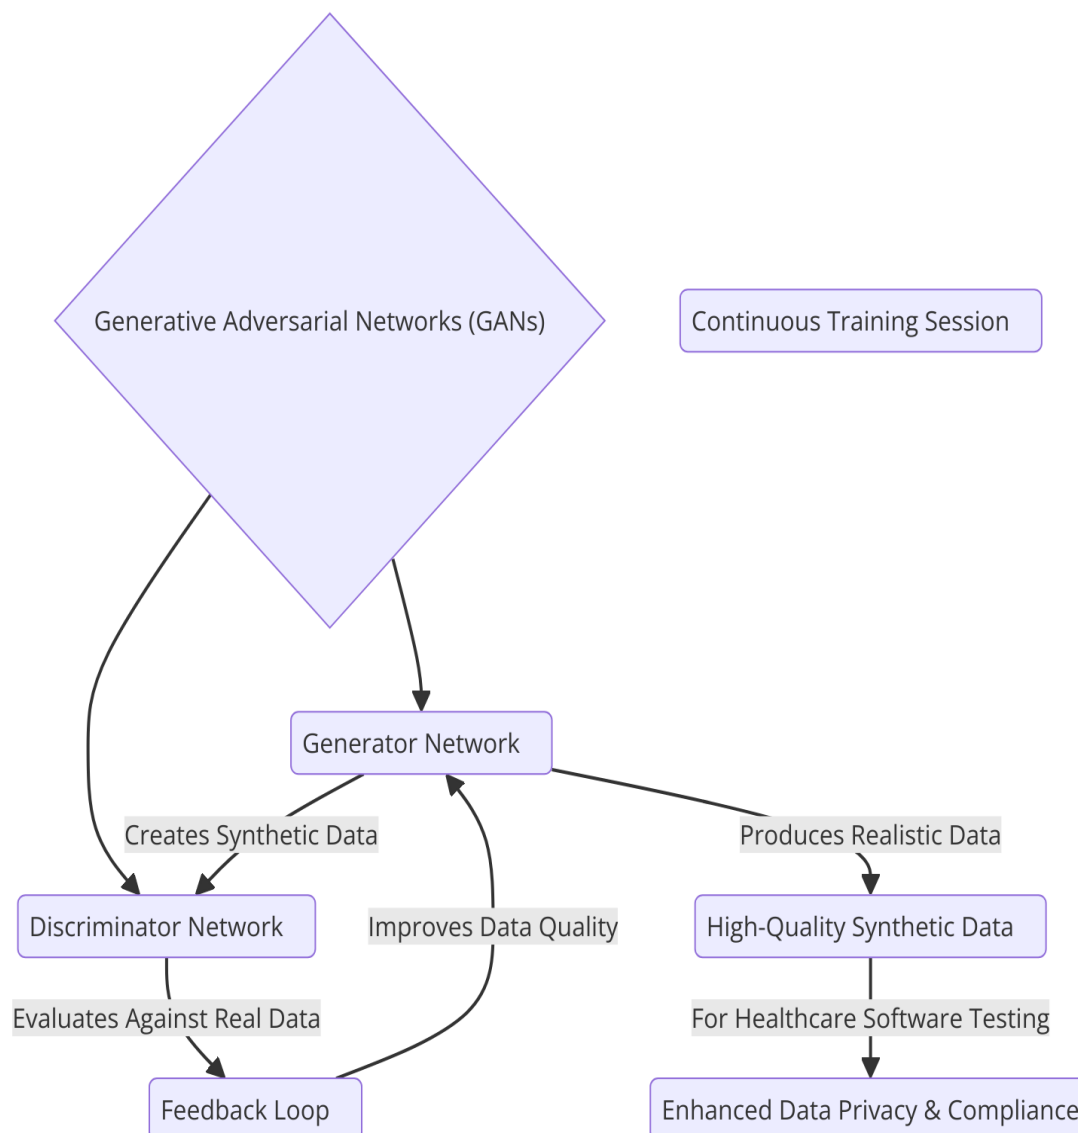 Generative Adversarial Networks (GANs)
Continuous Training Session
Generator Network
Creates Synthetic Data
Produces Realistic Data
Discriminator Network
Improves Data Quality
High-Quality Synthetic Data
Evaluates Against Real Data
For Healthcare Software Testing
Feedback Loop
Enhanced Data Privacy & Compliance